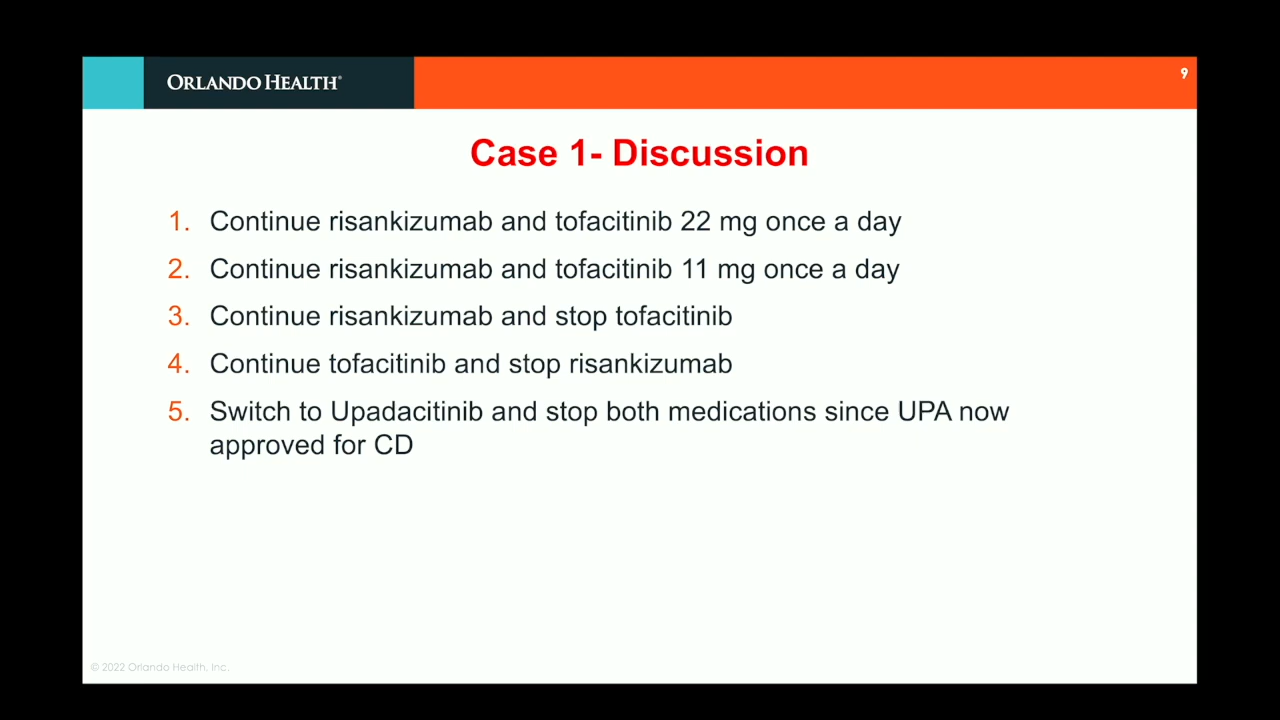 ORLANDO HEALTH®
9
Case 1- Discussion
1. Continue risankizumab and tofacitinib 22 mg once a day
2. Continue risankizumab and tofacitinib 11 mg once a day
3. Continue risankizumab and stop tofacitinib
4. Continue tofacitinib and stop risankizumab
5. Switch to Upadacitinib and stop both medications since UPA now
approved for CD
© 2022 Orlando Health, Inc.